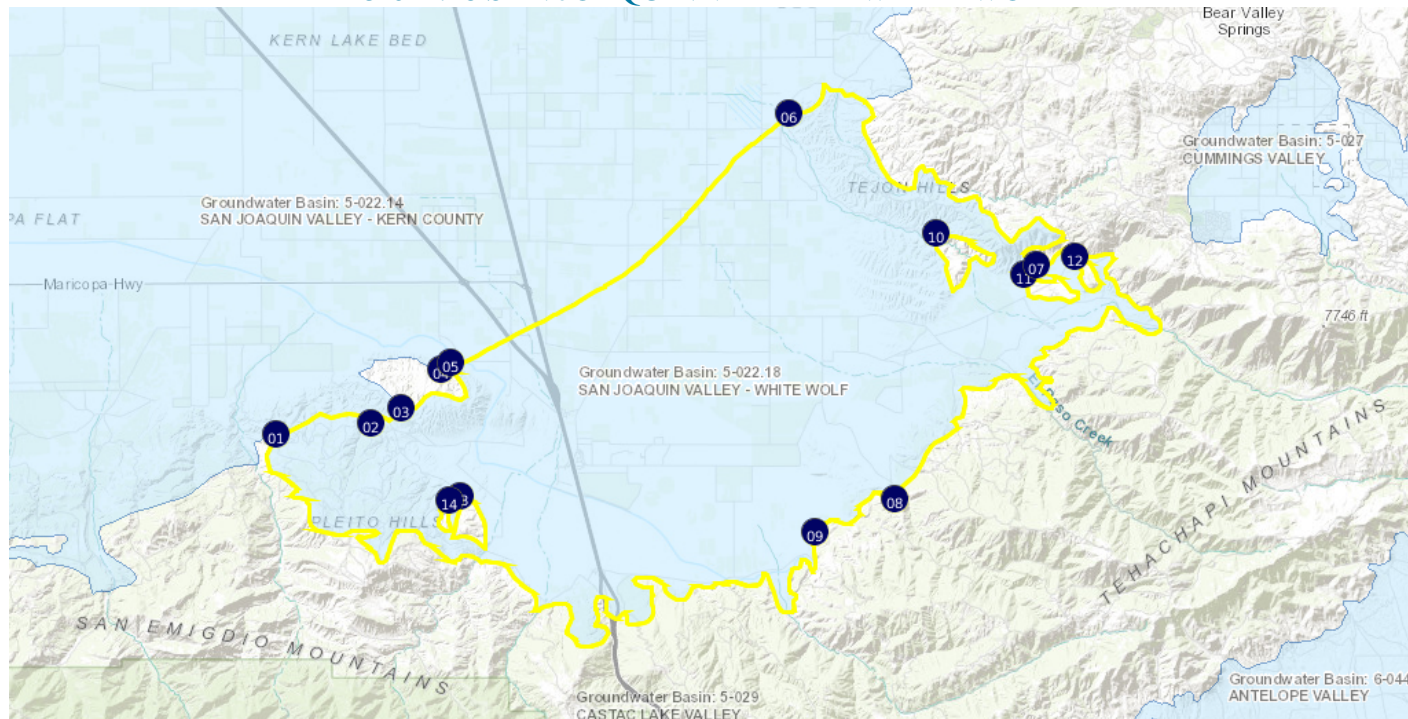 Bear Valley
Springs
KERN LAKE BED
06
Groundwater Basin: 5-027
CUMMINGS VALLEY
TEJON HILLS
Groundwater Basin: 5-022.14
SAN JOAQUIN VALLEY - KERN COUNTY
PA FLAT
10
12
07
11
Maricopa Hwy
7746 ft
05
04
Groundwater Basin: 5-022.18
SAN JOAQUIN VALLEY - WHITE WOLF
03
02
01
Creek
TEHACHAPI MOUNTAINS
14
3
08
PLEITO HILLS
09
SAN EMIGDIO MOUNTAINS
Groundwater Basin: 5-029
CASTAC LAKE VALLEY
Groundwater Basin: 6-044
ANTELOPE VALLEY